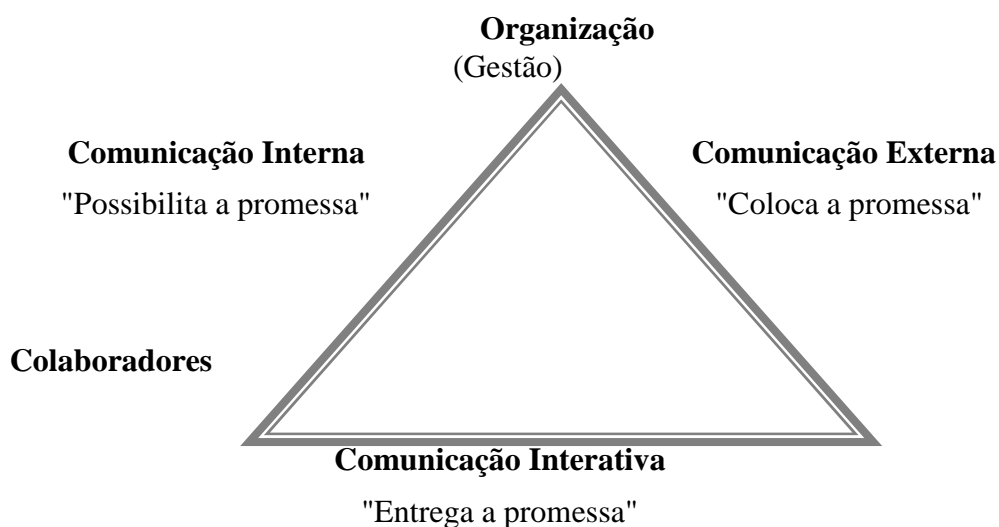 Organização
(Gestão)
Comunicação Interna
Comunicação Externa
"Possibilita a promessa"
"Coloca a promessa"
Colaboradores
Comunicação Interativa
"Entrega a promessa"